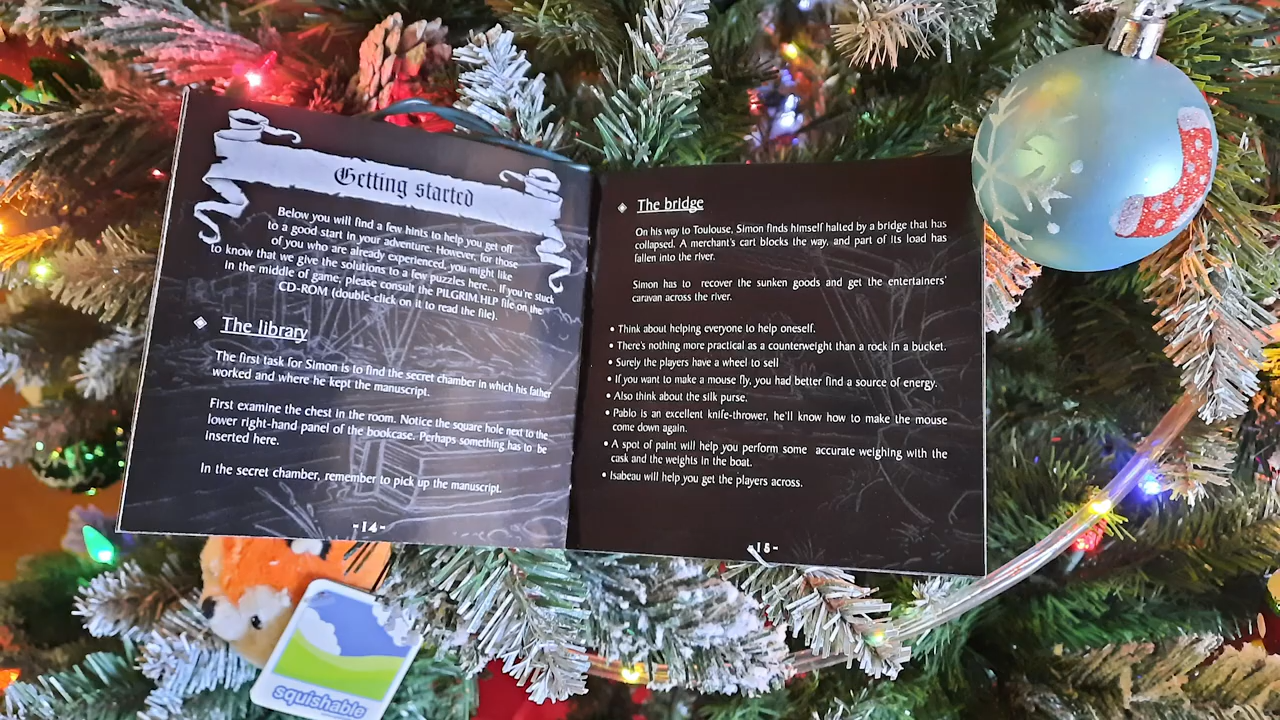 Getting started
Below you will find a few hints to help you get off
to a good start in your adventure. However, for those
of you who are already experienced, you might like
to know that we give the solutions to a few puzzles here... If you're stuck
in the middle of game, please consult the PILGRIM.HLP file on the
CD-ROM (double-click on it to read the file).
The library
The first task for Simon is to find the secret chamber in which his father
worked and where he kept the manuscript.
First examine the chest in the room. Notice the square hole next to the
lower right-hand panel of the bookcase. Perhaps something has to be
inserted here.
In the secret chamber, remember to pick up the manuscript.
-14-
The bridge
On his way to Toulouse, Simon finds himself halted by a bridge that has
collapsed. A merchant's cart blocks the way, and part of its load has
fallen into the river.
Simon has to recover the sunken goods and get the entertainers'
caravan across the river.
• Think about helping everyone to help oneself.
• There's nothing more practical as a counterweight than a rock in a bucket.
• Surely the players have a wheel to sell
• If you want to make a mouse fly, you had better find a source of energy.
• Also think about the silk purse.
• Pablo is an excellent knife-thrower, he'll know how to make the mouse
come down again.
• A spot of paint will help you perform some accurate weighing with the
cask and the weights in the boat.
• Isabeau will help you get the players across.
-15-
squishable